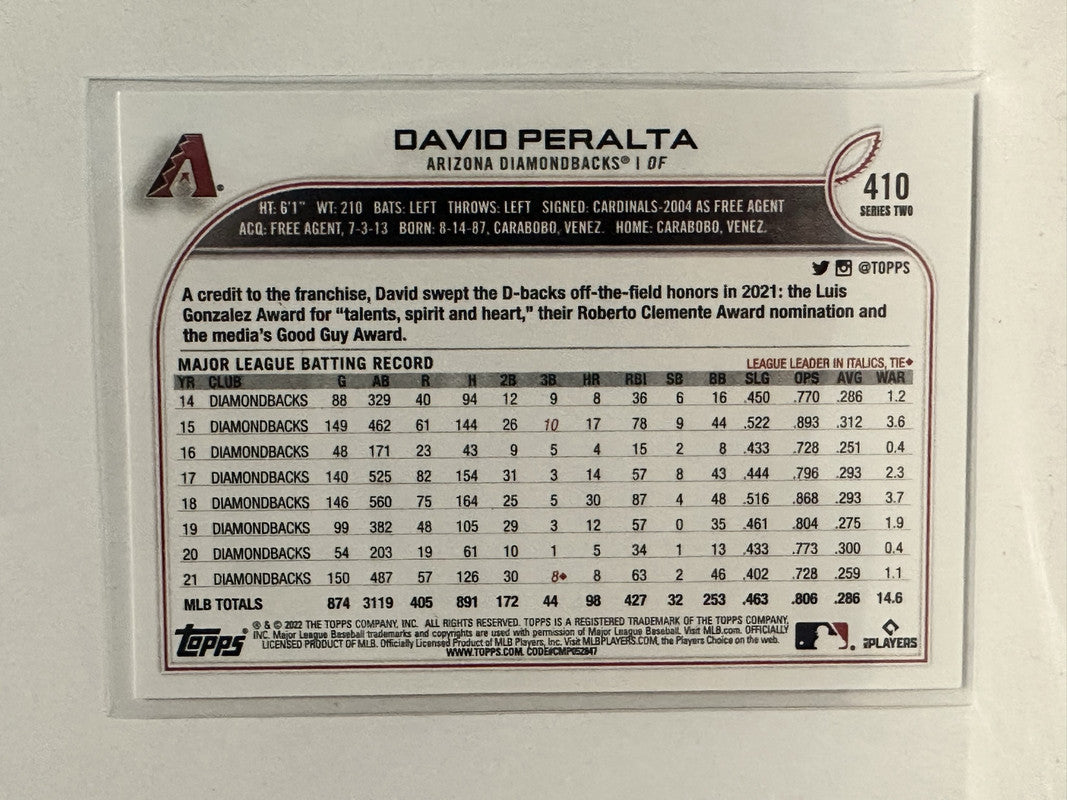 DAVID PERALTA
ARIZONA DIAMONDBACKS® | OF
410
SERIES TWO
HT: 6'1" WT: 210 BATS: LEFT THROWS: LEFT SIGNED: CARDINALS-2004 AS FREE AGENT
ACQ: FREE AGENT, 7-3-13 BORN: 8-14-87, CARABOBO, VENEZ. HOME: CARABOBO, VENEZ.
@TOPPS
A credit to the franchise, David swept the D-backs off-the-field honors in 2021: the Luis
Gonzalez Award for “talents, spirit and heart,” their Roberto Clemente Award nomination and
the media's Good Guy Award.
MAJOR LEAGUE BATTING RECORD LEAGUE LEADER IN ITALICS, TIE♦
YR CLUB G AB R H 2B 3B HR RBI SB BB SLG OPS AVG WAR
14 DIAMONDBACKS 88 329 40 94 12 9 8 36 6 16 .450 .770 .286 1.2
15 DIAMONDBACKS 149 462 61 144 26 10 17 78 9 44 .522 .893 .312 3.6
16 DIAMONDBACKS 48 171 23 43 9 5 4 15 2 8 .433 .728 .251 0.4
17 DIAMONDBACKS 140 525 82 154 31 3 14 57 8 43 .444 .796 .293 2.3
18 DIAMONDBACKS 146 560 75 164 25 5 30 87 4 48 .516 .868 .293 3.7
19 DIAMONDBACKS 99 382 48 105 29 3 12 57 0 35 .461 .804 .275 1.9
20 DIAMONDBACKS 54 203 19 61 10 1 5 34 1 13 .433 .773 .300 0.4
21 DIAMONDBACKS 150 487 57 126 30 8♦ 8 63 2 46 .402 .728 .259 1.1
MLB TOTALS 874 3119 405 891 172 44 98 427 32 253 .463 .806 .286 14.6
Topps®
® & © 2022 THE TOPPS COMPANY, INC. ALL RIGHTS RESERVED. TOPPS IS A REGISTERED TRADEMARK OF THE TOPPS COMPANY,
INC. Major League Baseball trademarks and copyrights are used with permission of Major League Baseball. Visit MLB.com. OFFICIALLY
LICENSED PRODUCT OF MLB. Officially Licensed Product of MLB Players, Inc. Visit MLBPLAYERS.COM, the Players Choice on the web.
WWW.TOPPS.COM. CODE#CMP052847
PLAYERS